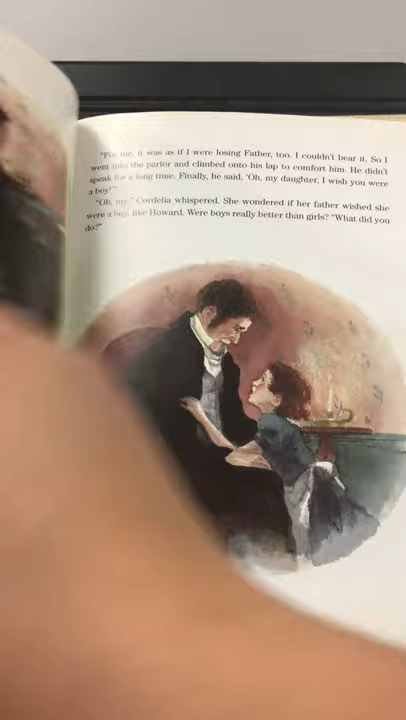 "For me, it was as if I were losing Father, too. I couldn't bear it. So I
went into the parlor and climbed onto his lap to comfort him. He didn't
speak for a long time. Finally, he said, 'Oh, my daughter, I wish you were
a boy!'"
"Oh, my." Cordelia whispered. She wondered if her father wished she
were a boy, like Howard. Were boys really better than girls? "What did you
do?"